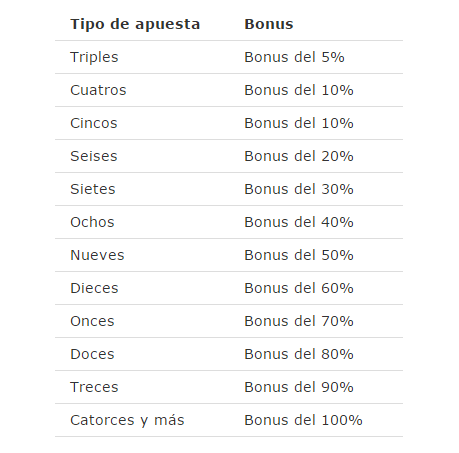 Tipo de apuesta Bonus
Triples Bonus del 5%
Cuatros Bonus del 10%
Cincos Bonus del 10%
Seises Bonus del 20%
Sietes Bonus del 30%
Ochos Bonus del 40%
Nueves Bonus del 50%
Dieces Bonus del 60%
Onces Bonus del 70%
Doces Bonus del 80%
Treces Bonus del 90%
Catorces y más Bonus del 100%